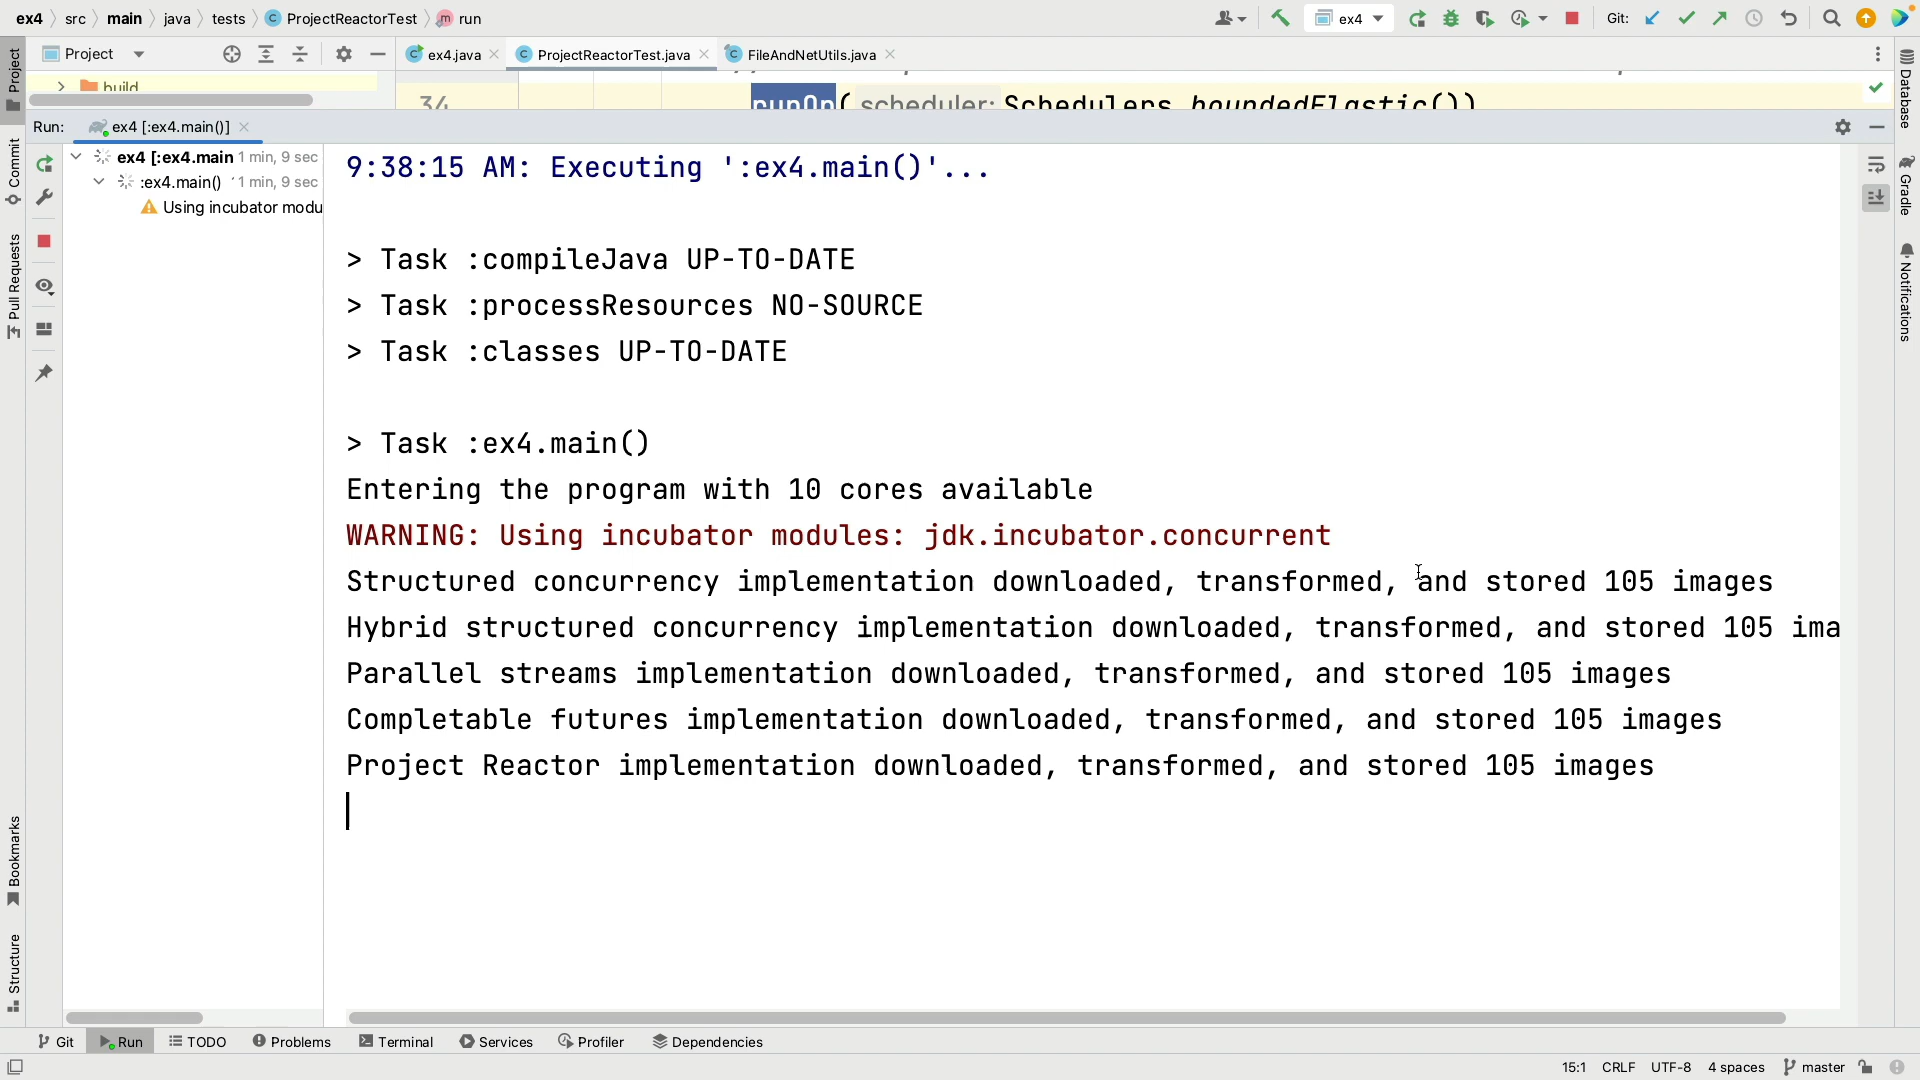 ex4 src main java tests ProjectReactorTest run ex4 Git:
Project ex4.java ProjectReactorTest.java FileAndNetUtils.java
build
34 runOn( scheduler: Schedulers.boundedElastic())
Run: ex4 [:ex4.main()]
ex4 [:ex4.main 1 min, 9 sec
:ex4.main() 1 min, 9 sec
Using incubator modu
9:38:15 AM: Executing ':ex4.main()'...
> Task :compileJava UP-TO-DATE
> Task :processResources NO-SOURCE
> Task :classes UP-TO-DATE
> Task :ex4.main()
Entering the program with 10 cores available
WARNING: Using incubator modules: jdk.incubator.concurrent
Structured concurrency implementation downloaded, transformed, and stored 105 images
Hybrid structured concurrency implementation downloaded, transformed, and stored 105 ima
Parallel streams implementation downloaded, transformed, and stored 105 images
Completable futures implementation downloaded, transformed, and stored 105 images
Project Reactor implementation downloaded, transformed, and stored 105 images
Project
Commit
Pull Requests
Bookmarks
Structure
Database
Gradle
Notifications
Git Run TODO Problems Terminal Services Profiler Dependencies
15:1 CRLF UTF-8 4 spaces master